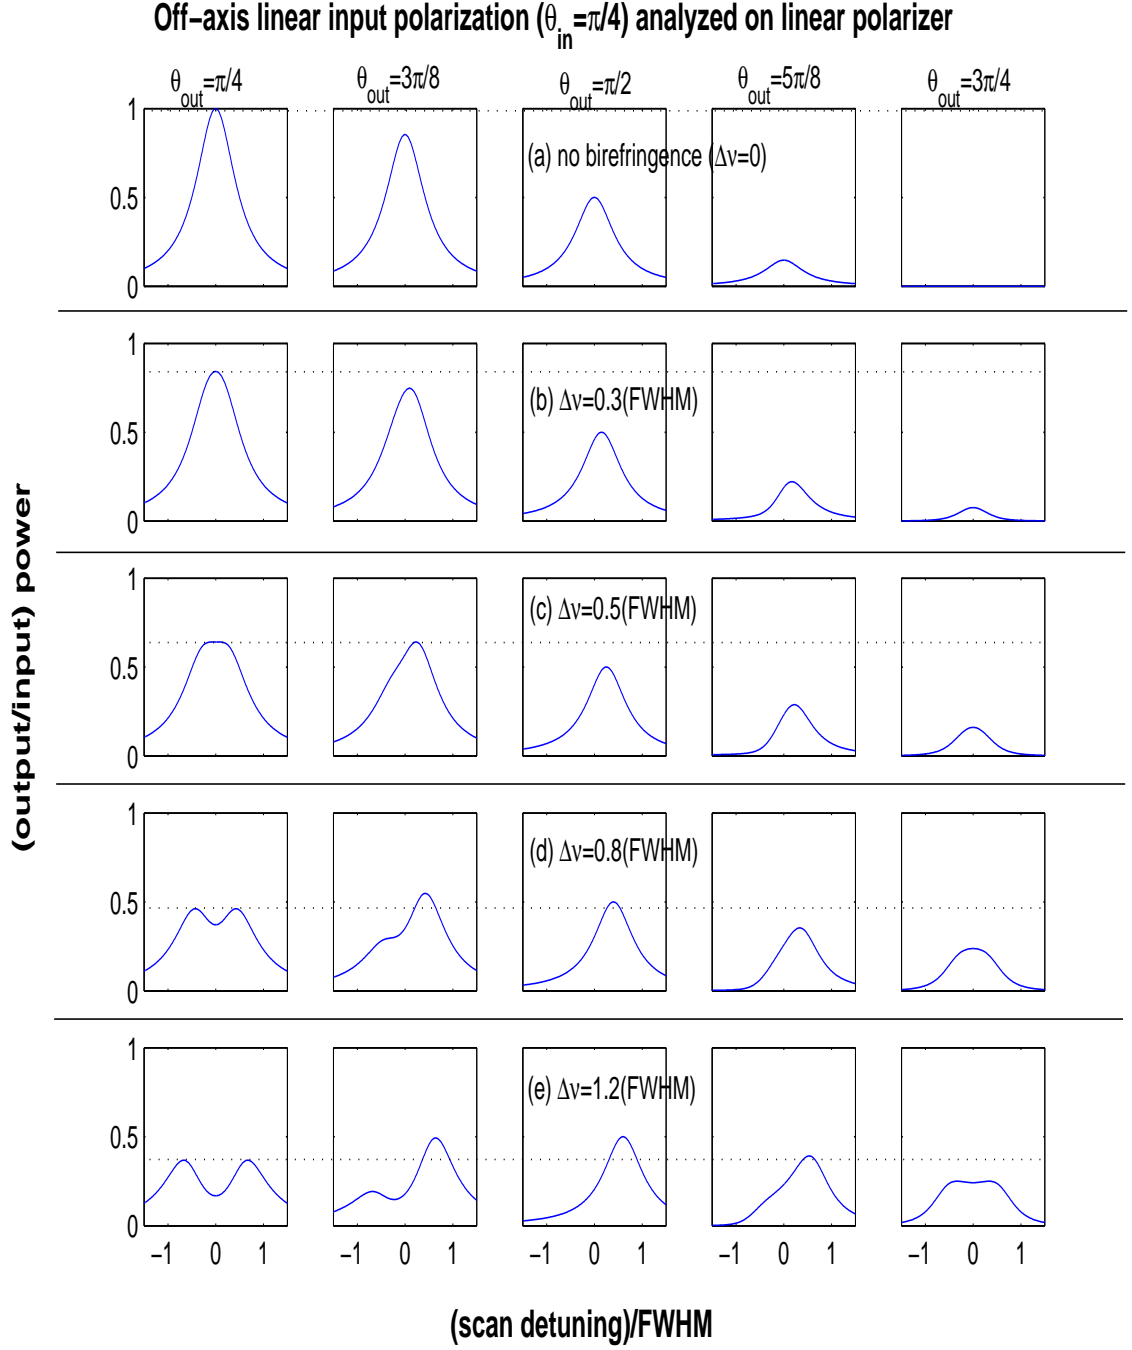 Off−axis linear input polarization (θin=π/4) analyzed on linear polarizer
θout=π/4 θout=3π/8 θout=π/2 θout=5π/8 θout=3π/4
1
(a) no birefringence (Δν=0)
0.5
0
1
(b) Δν=0.3(FWHM)
0.5
0
1
(c) Δν=0.5(FWHM)
0.5
0
1
(d) Δν=0.8(FWHM)
0.5
0
1
(e) Δν=1.2(FWHM)
0.5
0
−1 0 1 −1 0 1 −1 0 1 −1 0 1 −1 0 1
(output/input) power
(scan detuning)/FWHM